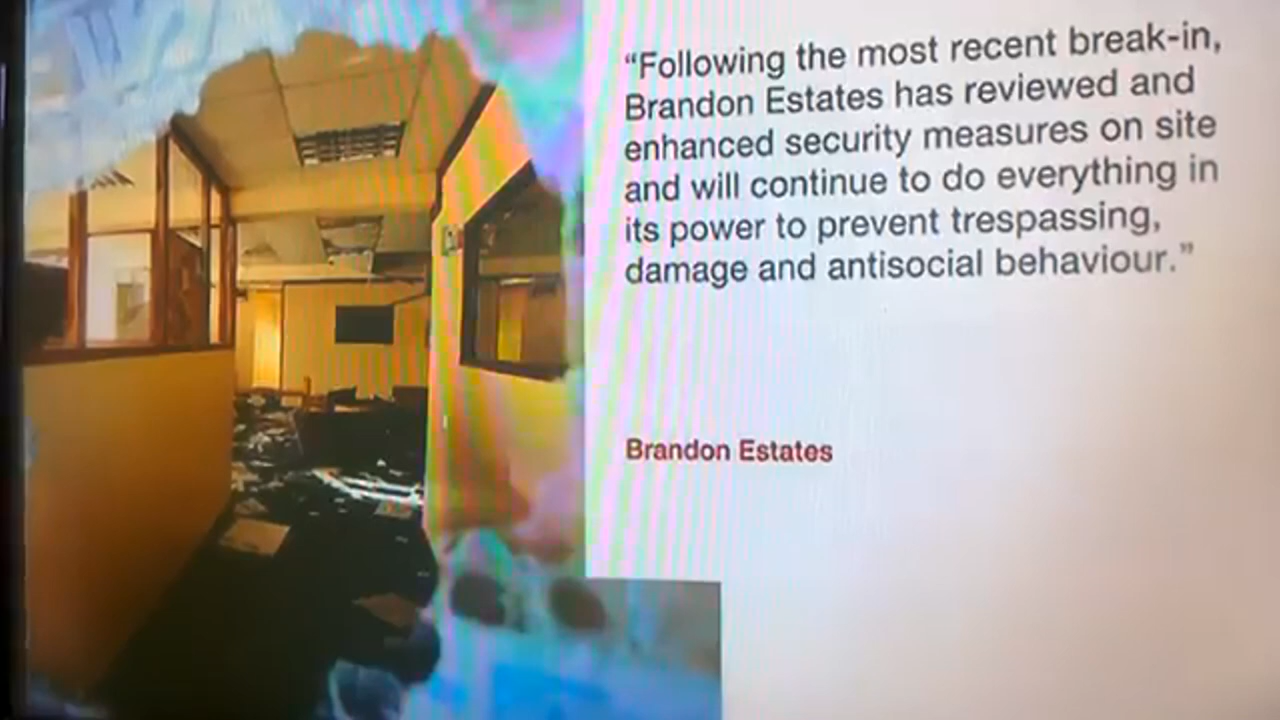 “Following the most recent break-in,
Brandon Estates has reviewed and
enhanced security measures on site
and will continue to do everything in
its power to prevent trespassing,
damage and antisocial behaviour.”
Brandon Estates